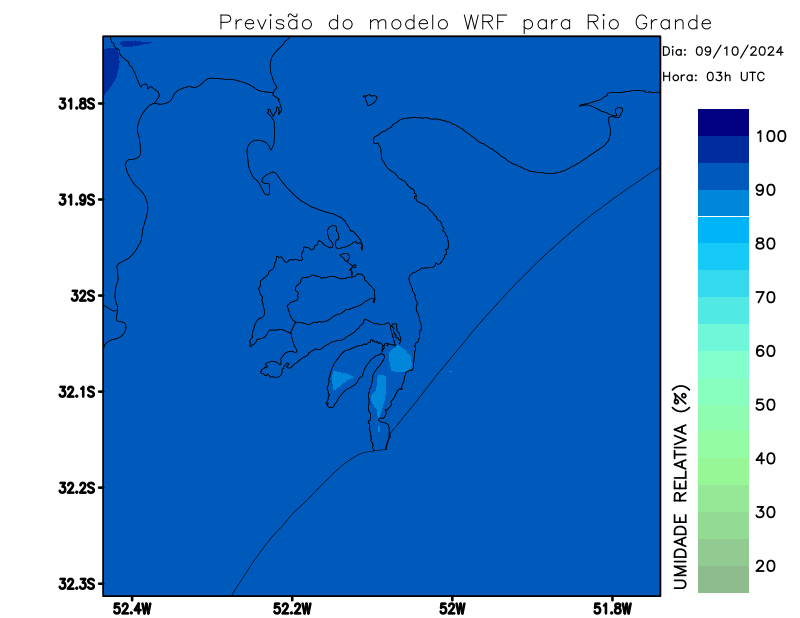 Previsão do modelo WRF para Rio Grande
Dia: 09/10/2024
Hora: 03h UTC
31.8S
31.9S
32S
32.1S
32.2S
32.3S
52.4W
52.2W
52W
51.8W
100
90
80
70
60
50
40
30
20
UMIDADE RELATIVA (%)